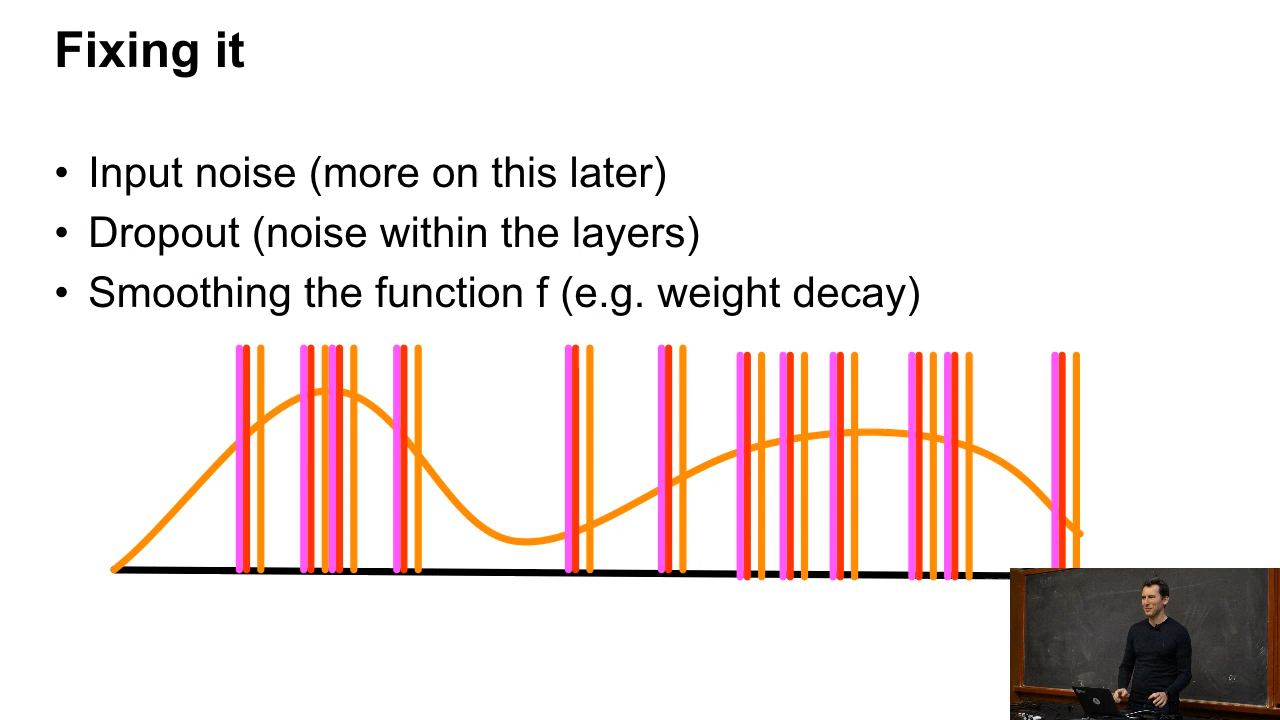 Fixing it
• Input noise (more on this later)
• Dropout (noise within the layers)
• Smoothing the function f (e.g. weight decay)